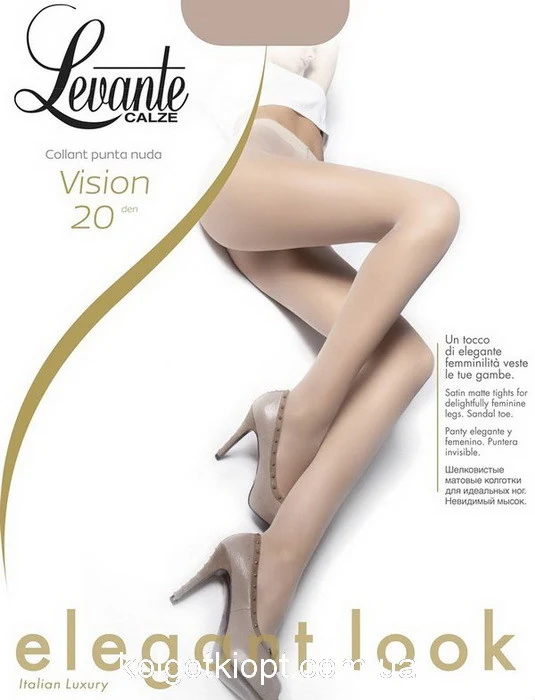 Levante
CALZE
Collant punta nuda
Vision
20 den
Un tocco
di elegante
femminilità veste
le tue gambe.
Satin matte tights for
delightfully feminine
legs. Sandal toe.
Panty elegante y
femenino. Puntera
invisible.
Шелковистые
матовые колготки
для идеальных ног.
Невидимый мысок.
elegant look
kolgotkiopt.com.ua
Italian Luxury